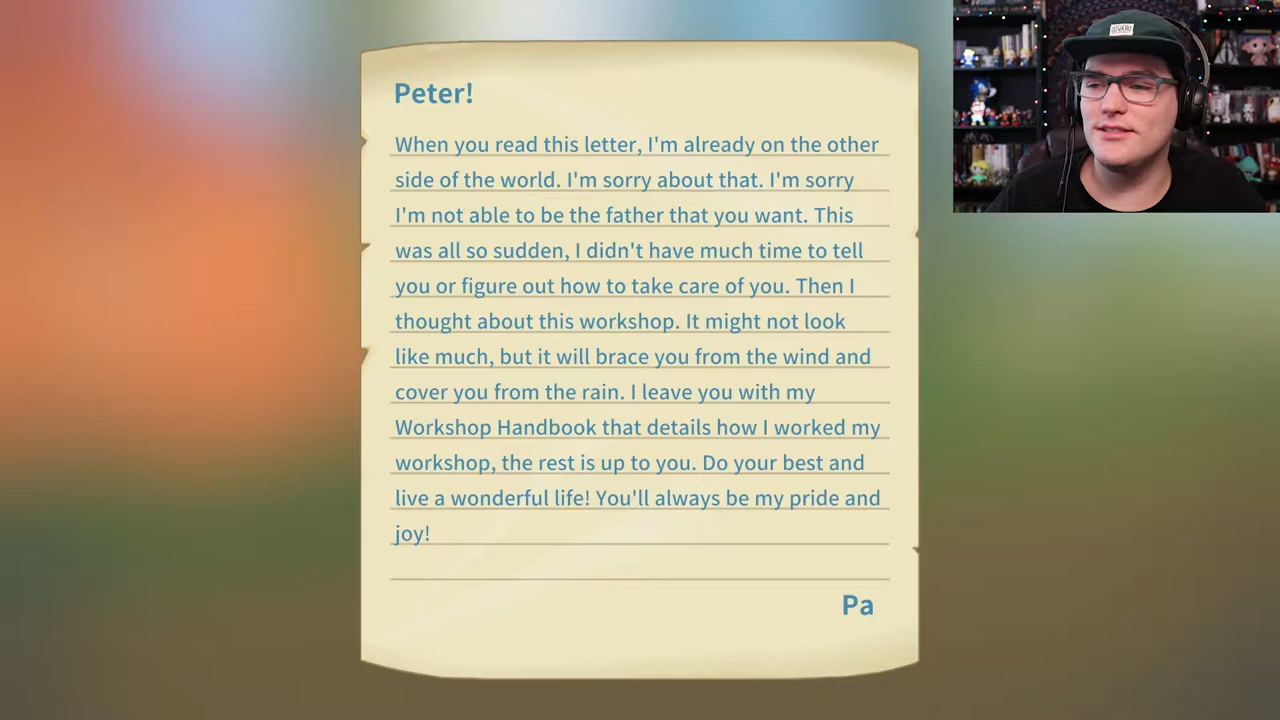 Peter!
When you read this letter, I'm already on the other
side of the world. I'm sorry about that. I'm sorry
I'm not able to be the father that you want. This
was all so sudden, I didn't have much time to tell
you or figure out how to take care of you. Then I
thought about this workshop. It might not look
like much, but it will brace you from the wind and
cover you from the rain. I leave you with my
Workshop Handbook that details how I worked my
workshop, the rest is up to you. Do your best and
live a wonderful life! You'll always be my pride and
joy!
Pa